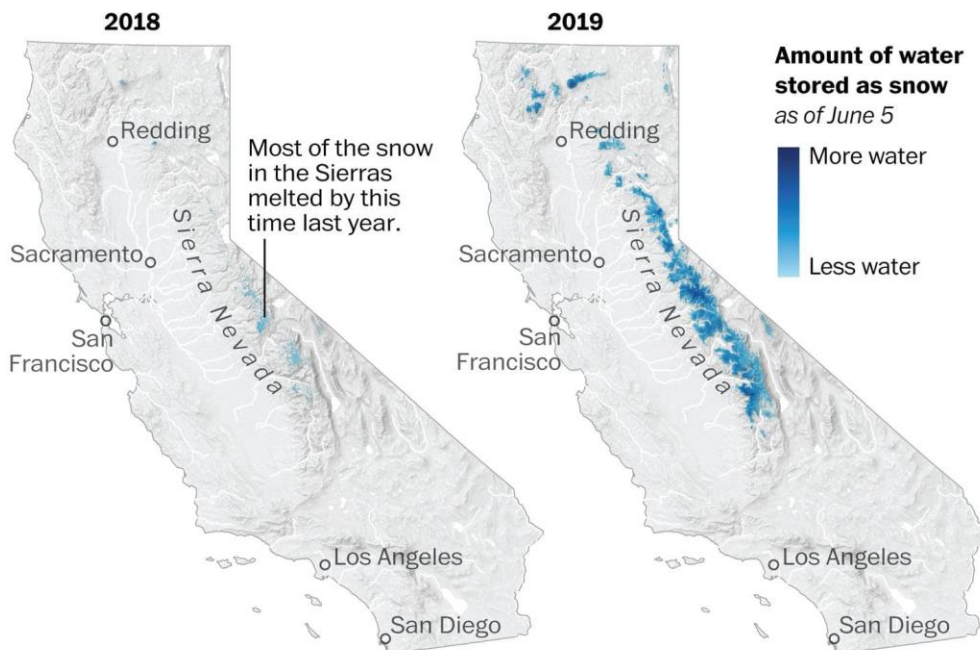 2018
Redding
Most of the snow
in the Sierras
melted by this
time last year.
Sacramento
Sierra Nevada
San
Francisco
Los Angeles
San Diego
2019
Redding
Sacramento
Sierra Nevada
San
Francisco
Los Angeles
San Diego
Amount of water
stored as snow
as of June 5
More water
Less water